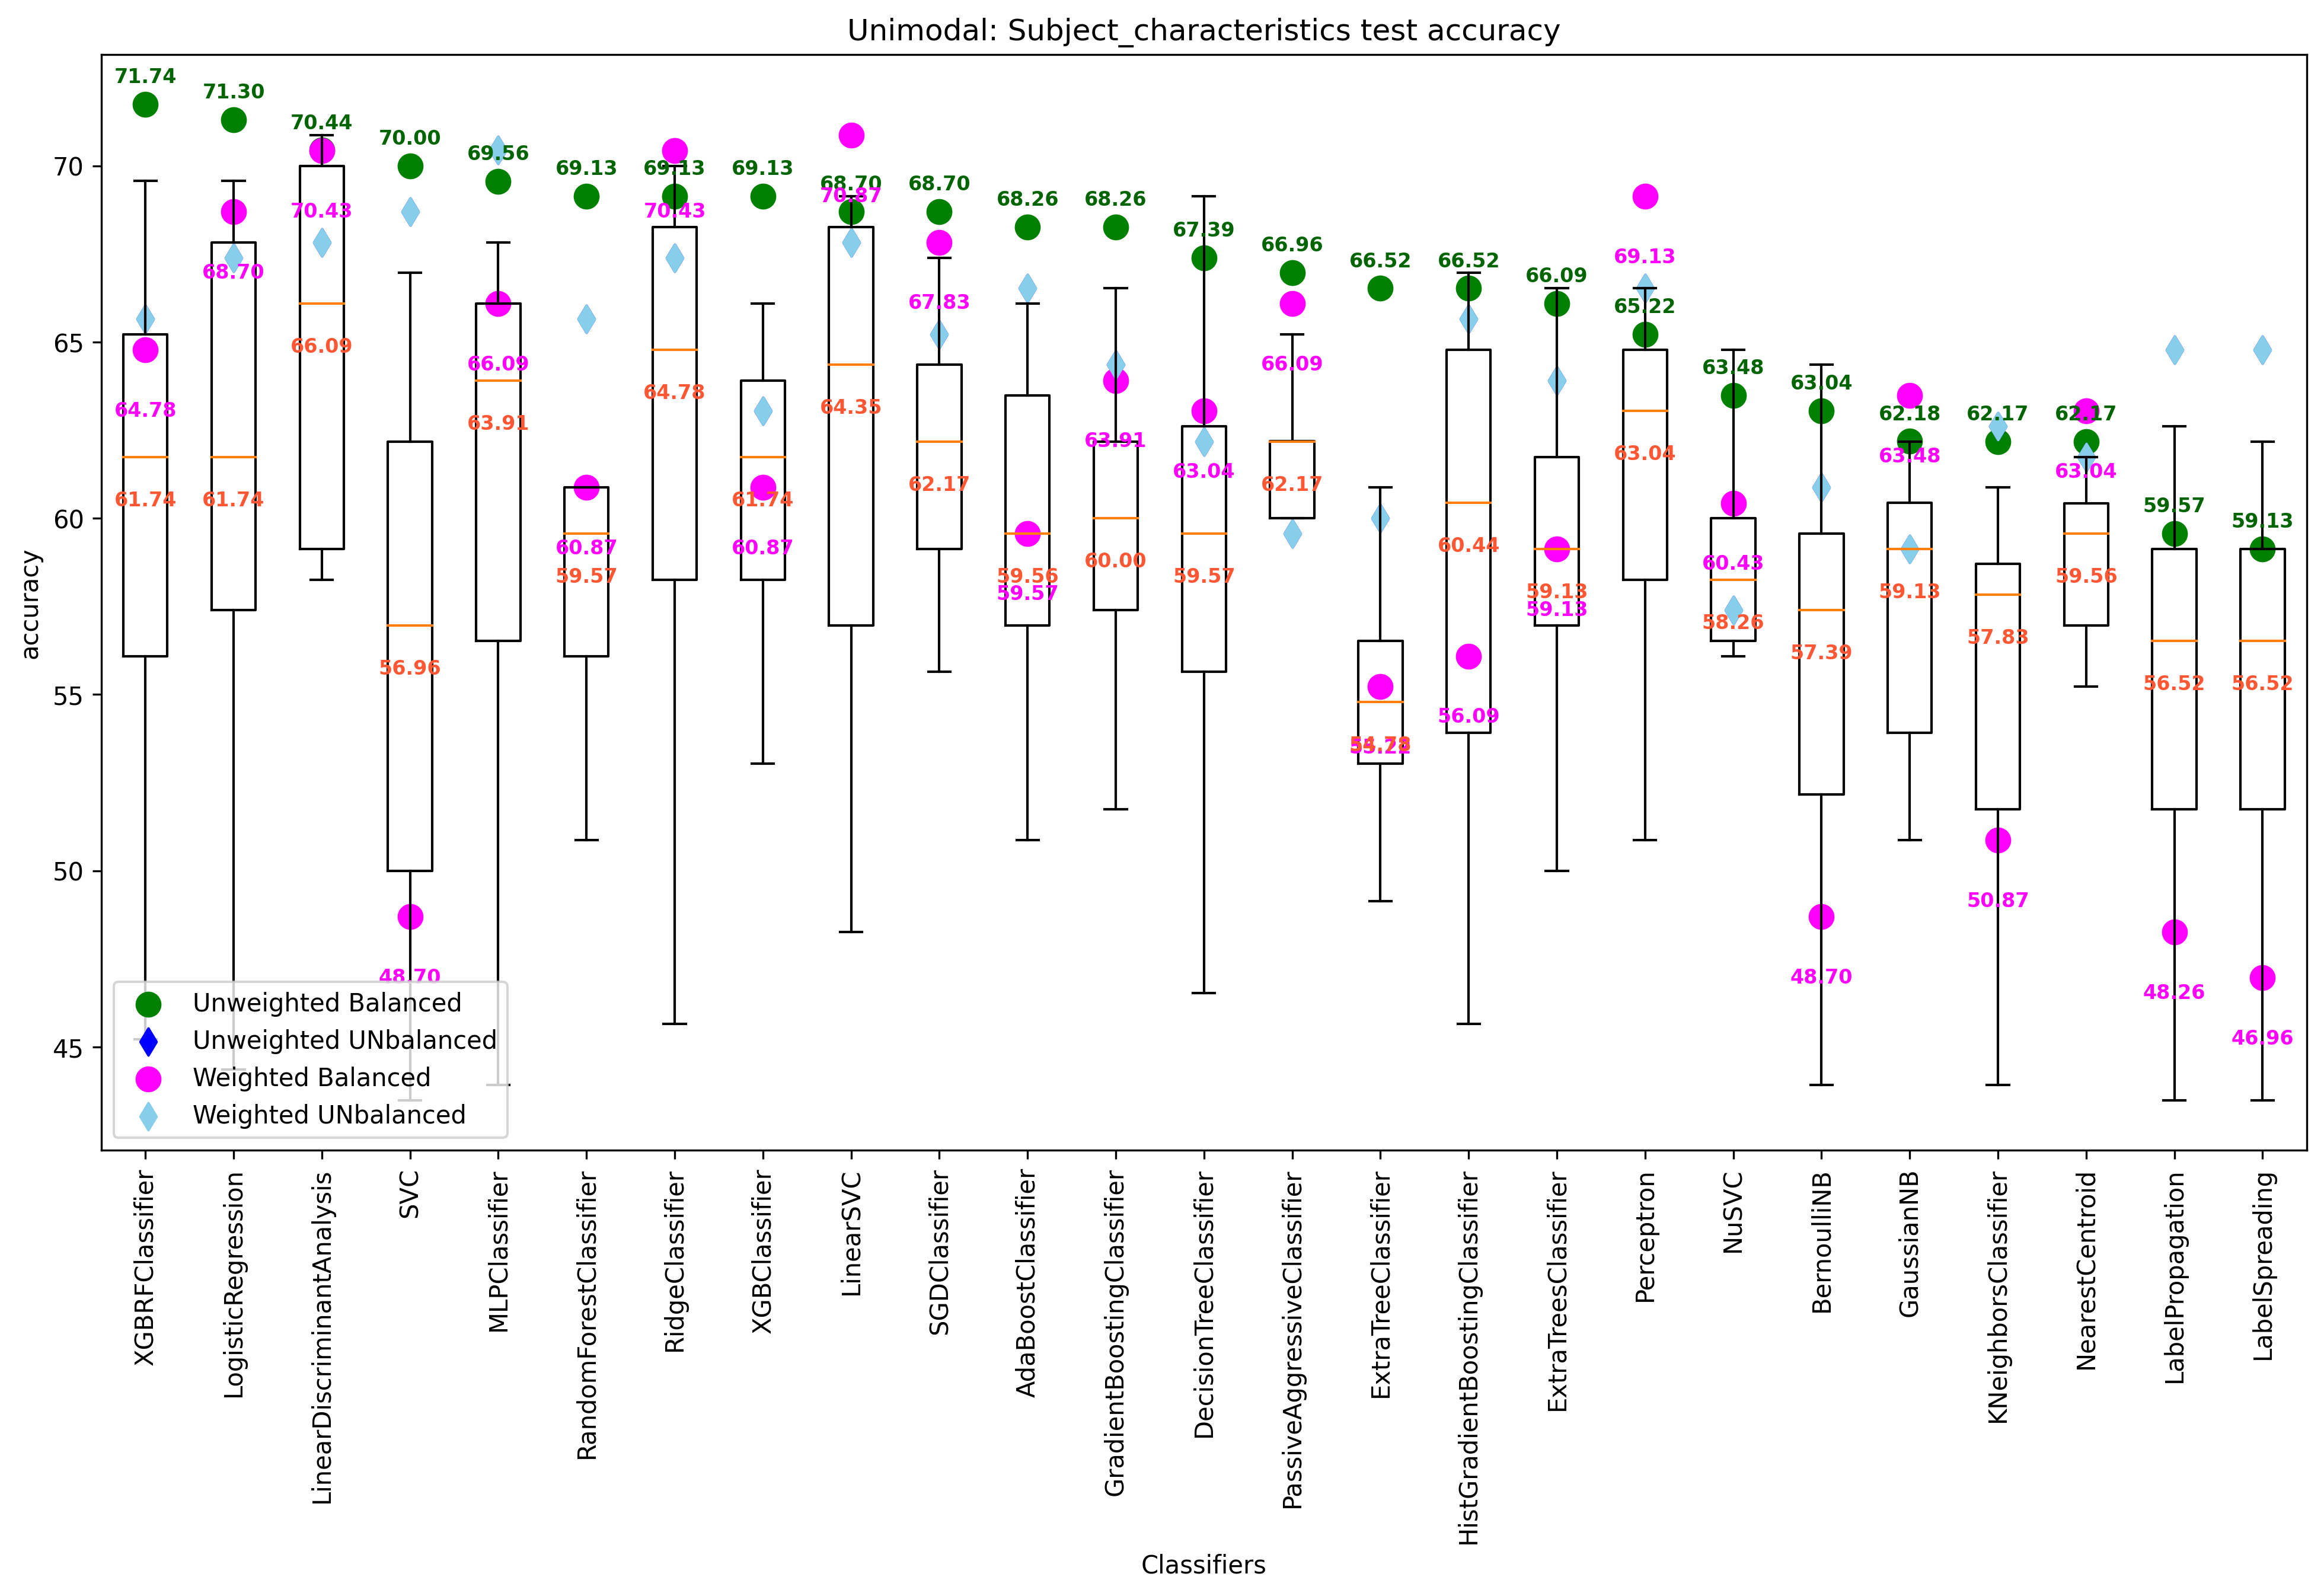 Unimodal: Subject_characteristics test accuracy
accuracy
70
65
60
55
50
45
71.74
64.78
61.74
71.30
68.70
61.74
70.44
70.43
66.09
70.00
56.96
48.70
69.56
66.09
63.91
69.13
60.87
59.57
69.13
70.43
64.78
69.13
61.74
60.87
68.70
70.87
64.35
68.70
67.83
62.17
68.26
59.56
59.57
68.26
63.91
60.00
67.39
63.04
59.57
66.96
66.09
62.17
66.52
55.22
54.78
66.52
60.44
56.09
66.09
59.13
59.13
69.13
65.22
63.04
63.48
60.43
58.26
63.04
57.39
48.70
62.18
63.48
59.13
62.17
57.83
50.87
62.17
63.04
59.56
59.57
56.52
48.26
59.13
56.52
46.96
Unweighted Balanced
Unweighted UNbalanced
Weighted Balanced
Weighted UNbalanced
XGBRFClassifier
LogisticRegression
LinearDiscriminantAnalysis
SVC
MLPClassifier
RandomForestClassifier
RidgeClassifier
XGBClassifier
LinearSVC
SGDClassifier
AdaBoostClassifier
GradientBoostingClassifier
DecisionTreeClassifier
PassiveAggressiveClassifier
ExtraTreeClassifier
HistGradientBoostingClassifier
ExtraTreesClassifier
Perceptron
NuSVC
BernoulliNB
GaussianNB
KNeighborsClassifier
NearestCentroid
LabelPropagation
LabelSpreading
Classifiers